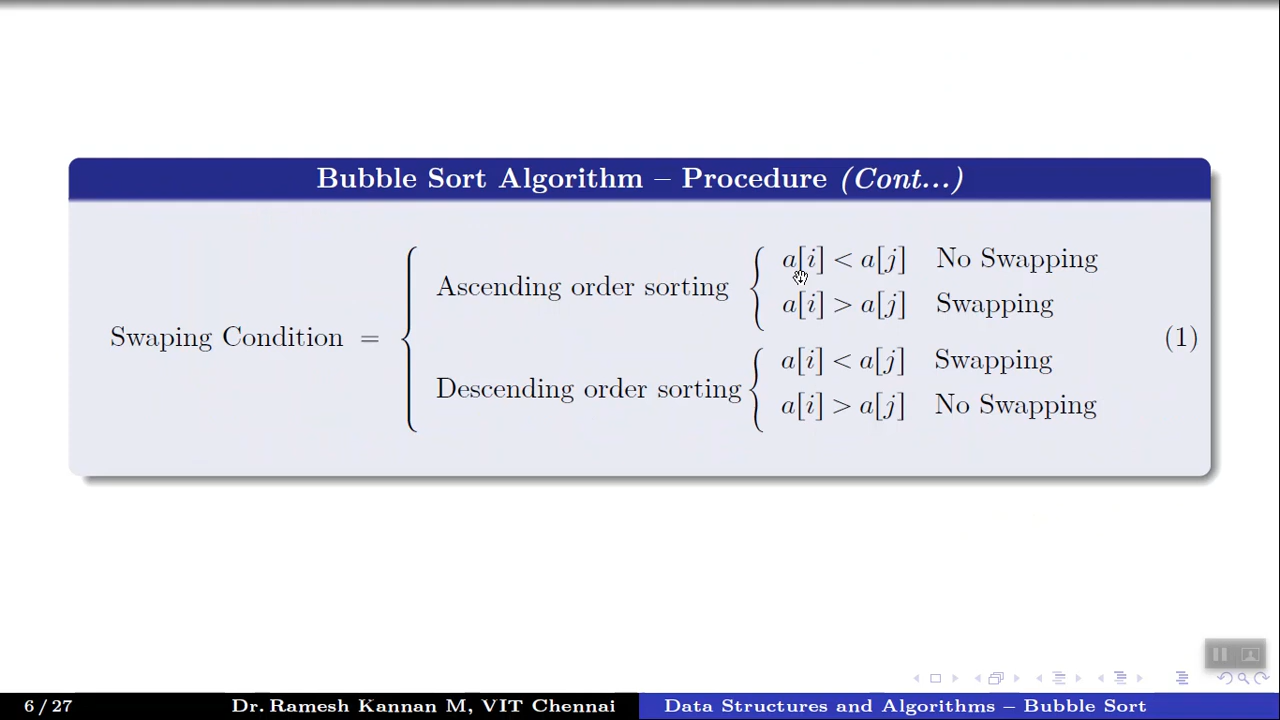 Bubble Sort Algorithm – Procedure (Cont...)
a[i] < a[j] No Swapping
Ascending order sorting
a[i] > a[j] Swapping
Swaping Condition = (1)
a[i] < a[j] Swapping
Descending order sorting
a[i] > a[j] No Swapping
6 / 27 Dr. Ramesh Kannan M, VIT Chennai Data Structures and Algorithms – Bubble Sort